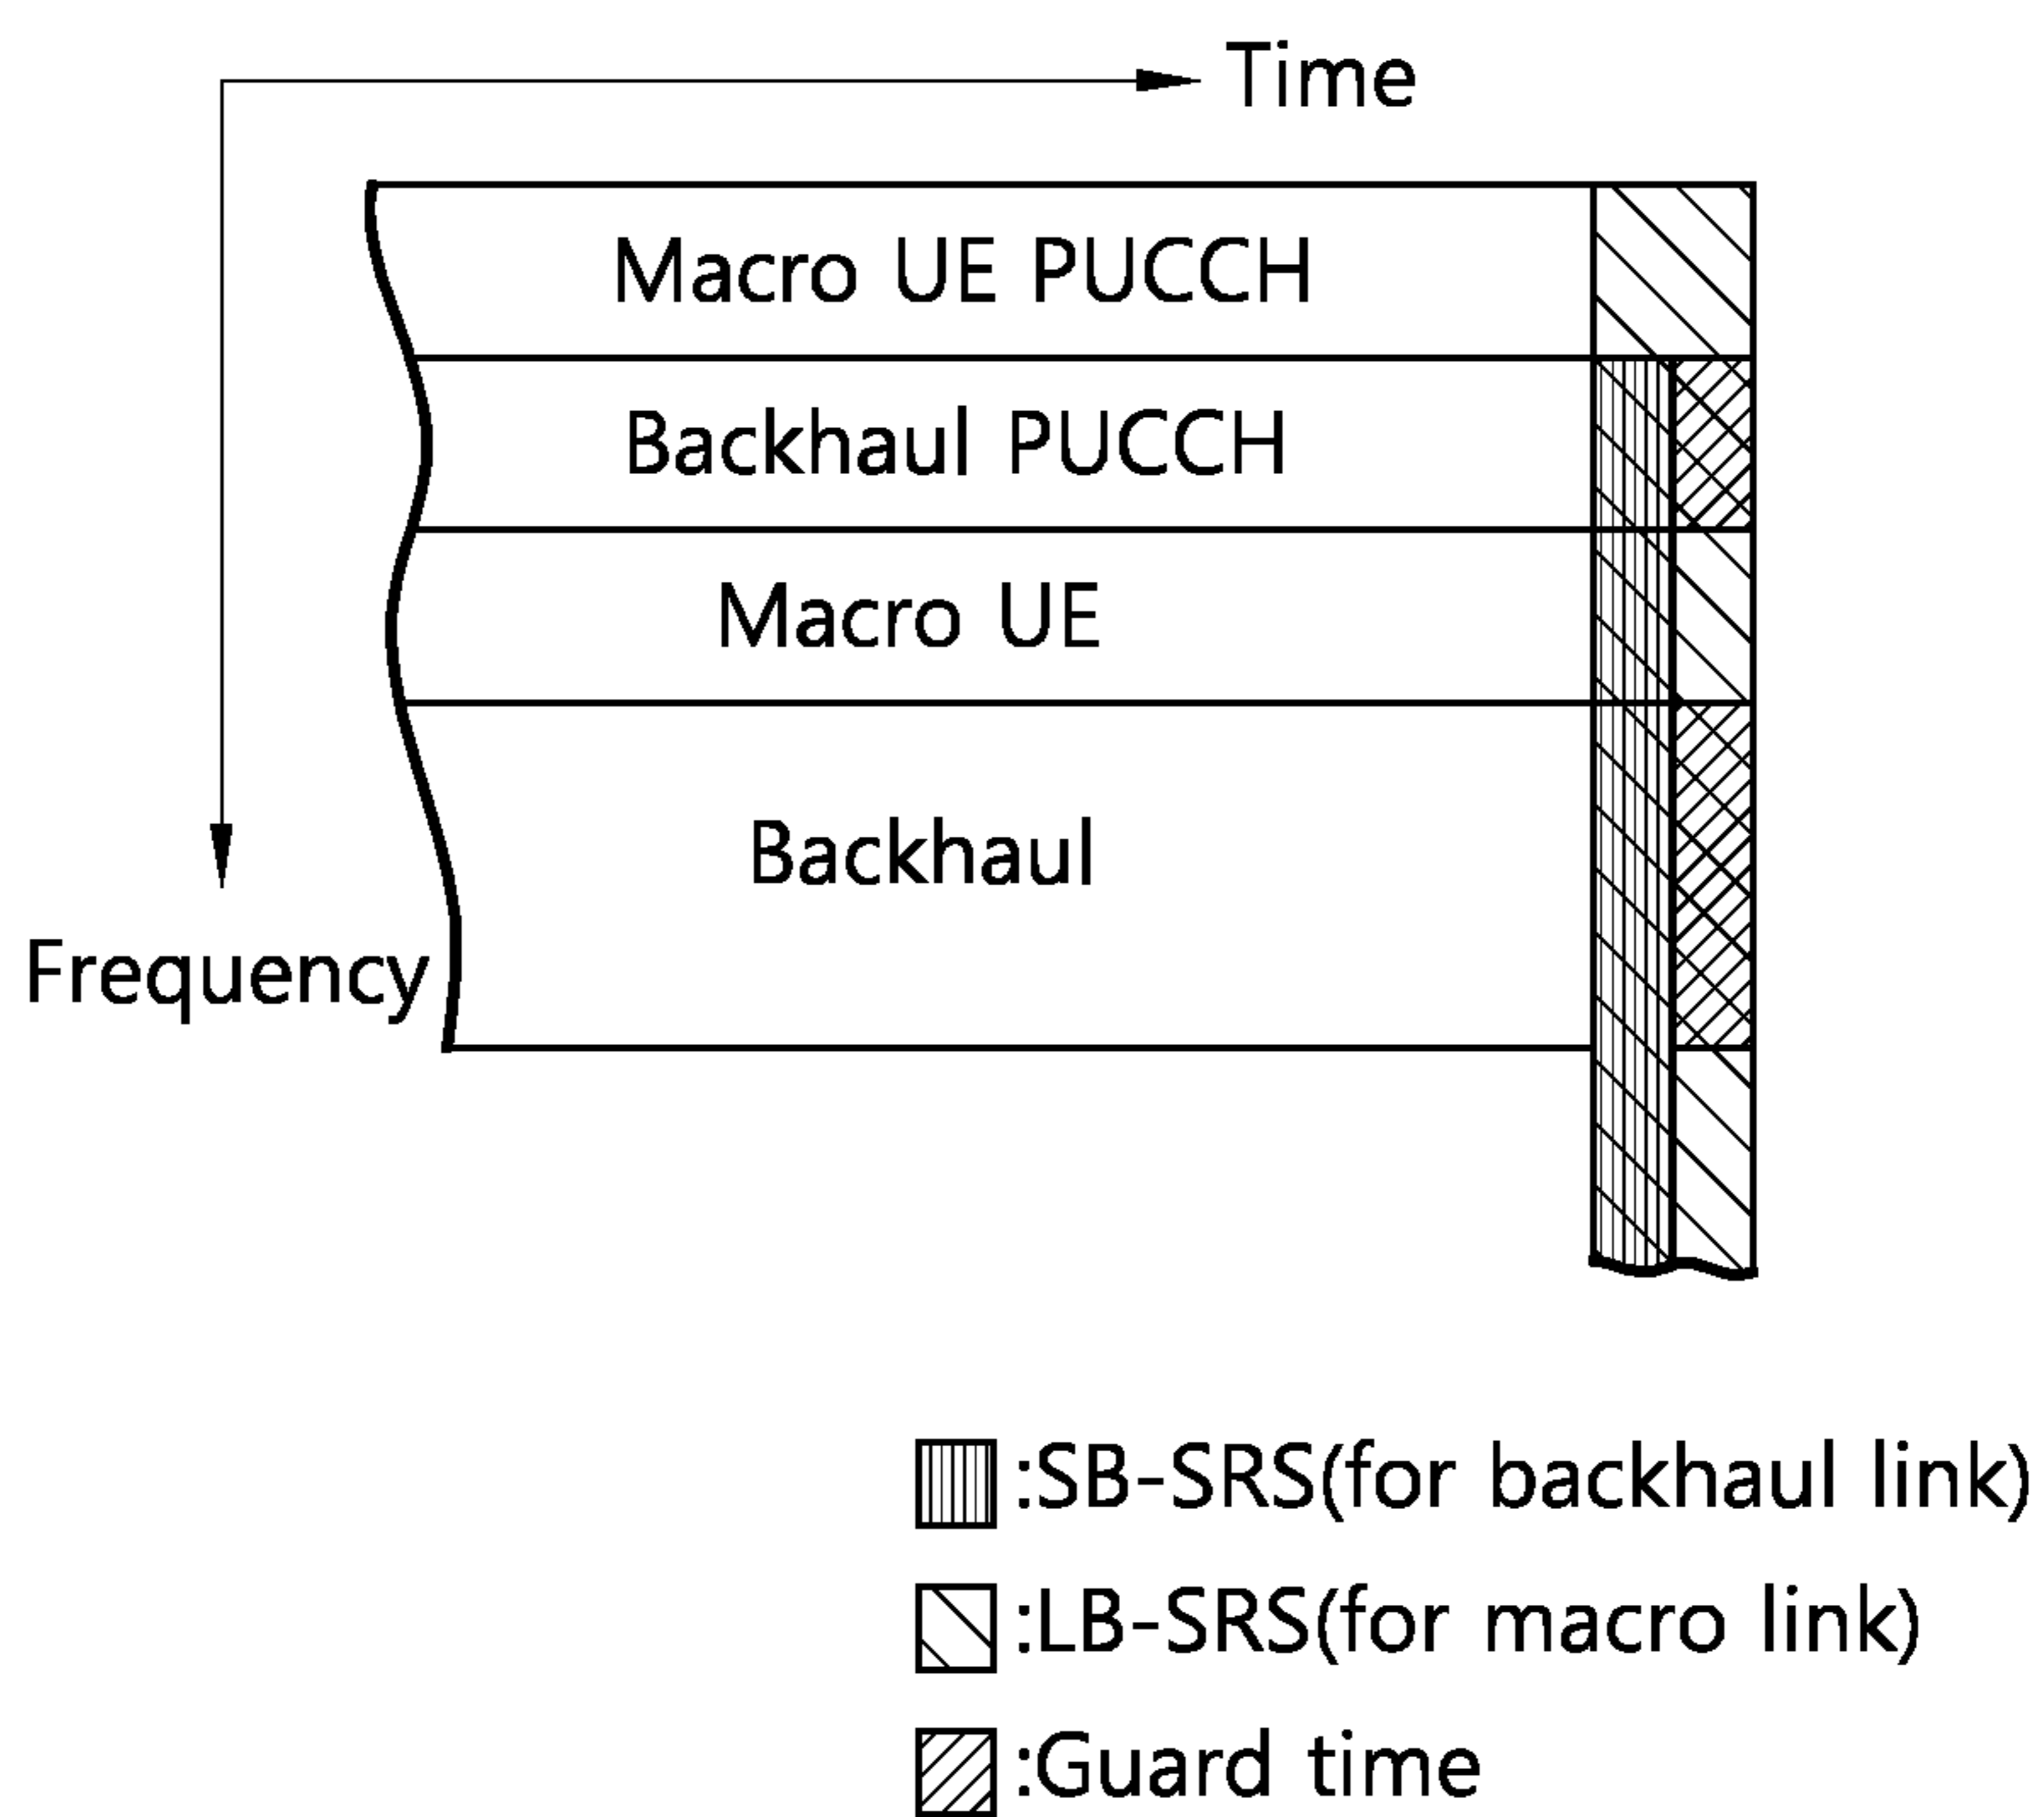 Time
Macro UE PUCCH
Backhaul PUCCH
Macro UE
Backhaul
Frequency
:SB-SRS(for backhaul link)
:LB-SRS(for macro link)
:Guard time